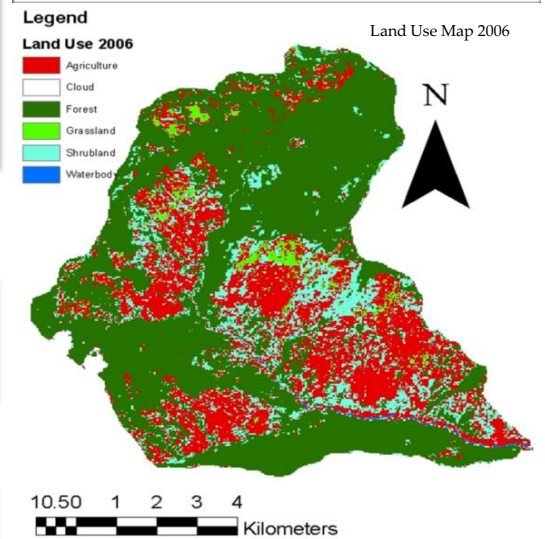 Legend
Land Use Map 2006
Land Use 2006
Agriculture
Cloud
Forest
Grassland
Shrubland
Waterbody
N
10.50 1 2 3 4
Kilometers